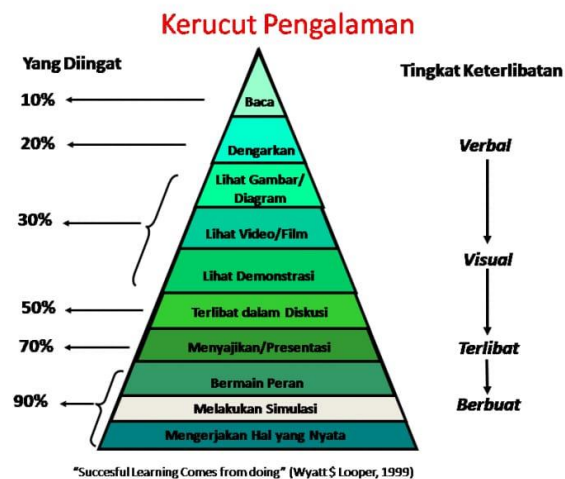 Kerucut Pengalaman
Yang Diingat
Tingkat Keterlibatan
10%
Baca
20%
Dengarkan
Verbal
Lihat Gambar/
Diagram
30%
Lihat Video/Film
Visual
Lihat Demonstrasi
50%
Terlibat dalam Diskusi
70%
Menyajikan/Presentasi
Terlibat
Bermain Peran
90%
Melakukan Simulasi
Berbuat
Mengerjakan Hal yang Nyata
“Succesful Learning Comes from doing” (Wyatt $ Looper, 1999)